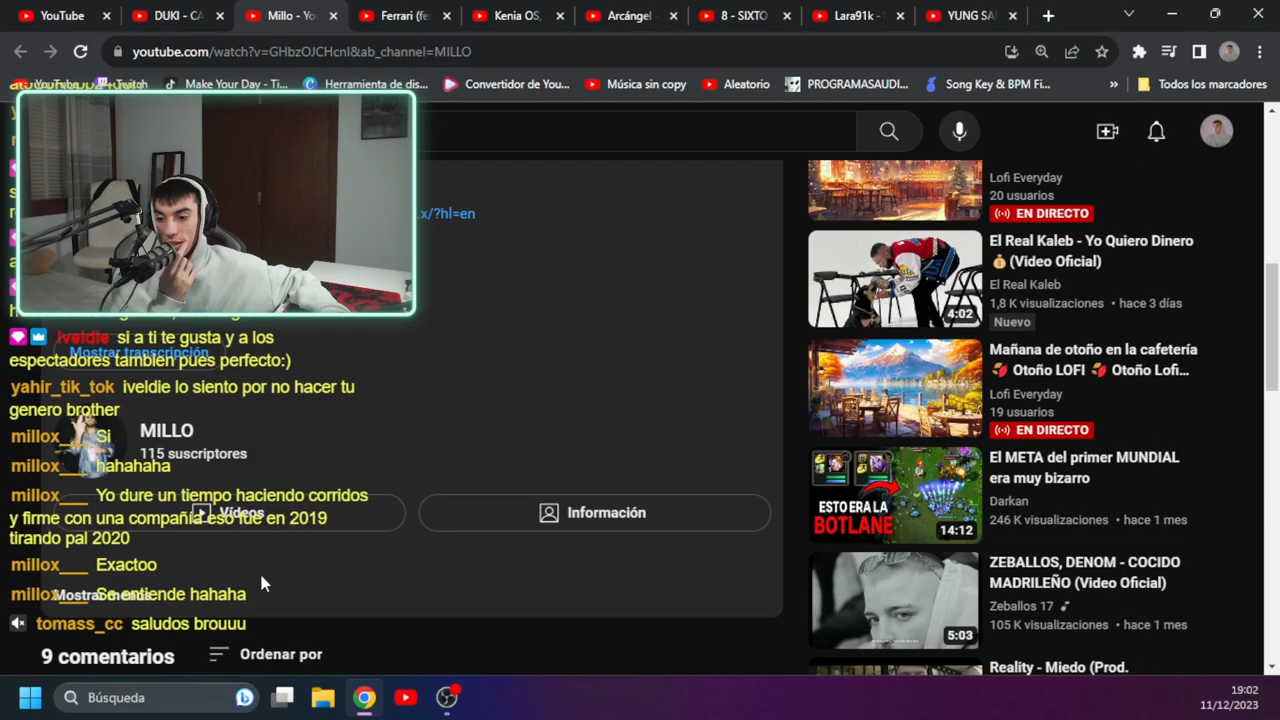 YouTube
DUKI - CA
Millo - Yo
Ferrari (fe
Kenia OS,
Arcángel -
8 - SIXTO
Lara91k -
YUNG SA
youtube.com/watch?v=GHbzOJCHcnI&ab_channel=MILLO
YouTube
Twitch
Make Your Day - Ti...
Herramienta de dis...
Convertidor de You...
Música sin copy
Aleatorio
PROGRAMASAUDI...
Song Key & BPM Fi...
»
Todos los marcadores
.x/?hl=en
iveldie si a ti te gusta y a los
espectadores tambien pues perfecto:)
Mostrar transcripción
yahir_tik_tok iveldie lo siento por no hacer tu
genero brother
millox___ Si
MILLO
115 suscriptores
millox___ hahahaha
millox___ Yo dure un tiempo haciendo corridos
y firme con una compañia eso fue en 2019
tirando pal 2020
Vídeos
Información
millox___ Exactoo
millox___ Se entiende hahaha
Mostrar menos
tomass_cc saludos brouuu
9 comentarios
Ordenar por
Lofi Everyday
20 usuarios
EN DIRECTO
El Real Kaleb - Yo Quiero Dinero
(Video Oficial)
El Real Kaleb
1,8 K visualizaciones • hace 3 días
Nuevo
4:02
Mañana de otoño en la cafetería
Otoño LOFI Otoño Lofi...
Lofi Everyday
19 usuarios
EN DIRECTO
El META del primer MUNDIAL
era muy bizarro
Darkan
246 K visualizaciones • hace 1 mes
ESTO ERA LA
BOTLANE
14:12
ZEBALLOS, DENOM - COCIDO
MADRILEÑO (Video Oficial)
Zeballos 17
105 K visualizaciones • hace 1 mes
5:03
Reality - Miedo (Prod.
Búsqueda
19:02
11/12/2023